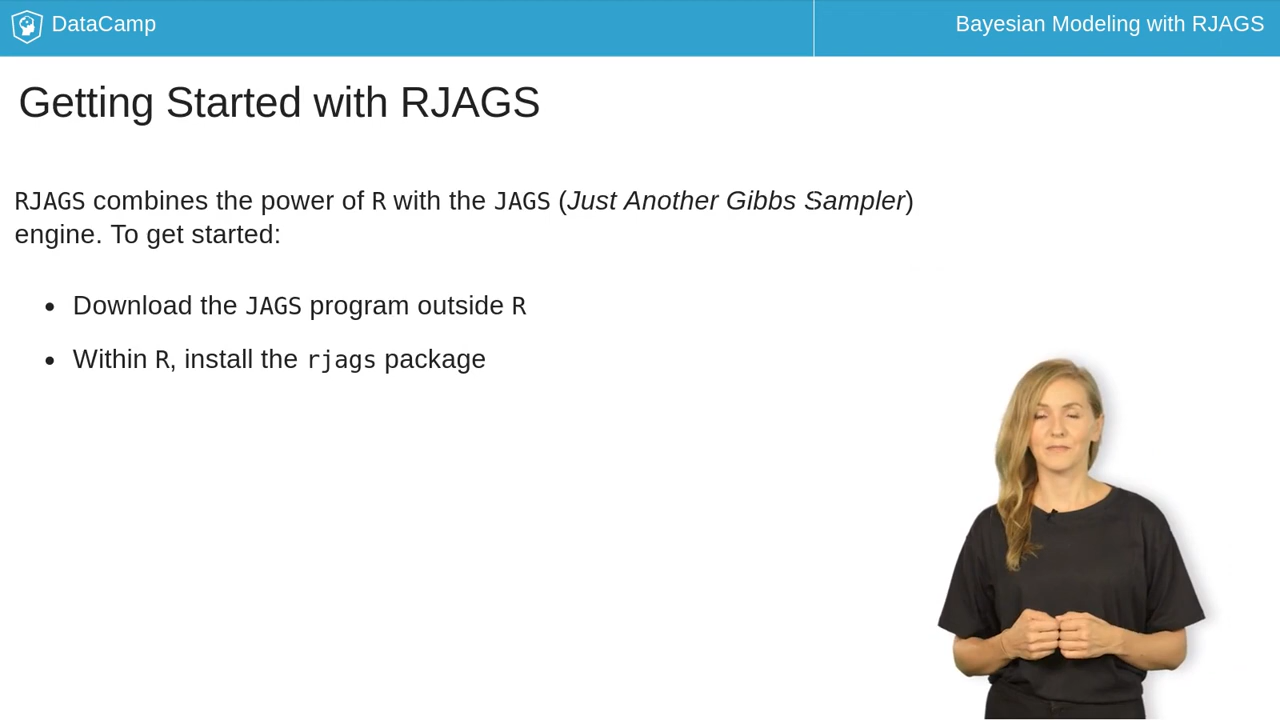 DataCamp
Bayesian Modeling with RJAGS
Getting Started with RJAGS
RJAGS combines the power of R with the JAGS (Just Another Gibbs Sampler)
engine. To get started:
• Download the JAGS program outside R
• Within R, install the rjags package